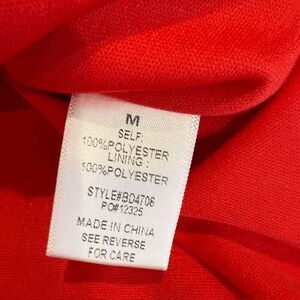 M
SELF:
100%POLYESTER
LINING :
100%POLYESTER
STYLE#BD4706
PO#12325
MADE IN CHINA
SEE REVERSE
FOR CARE